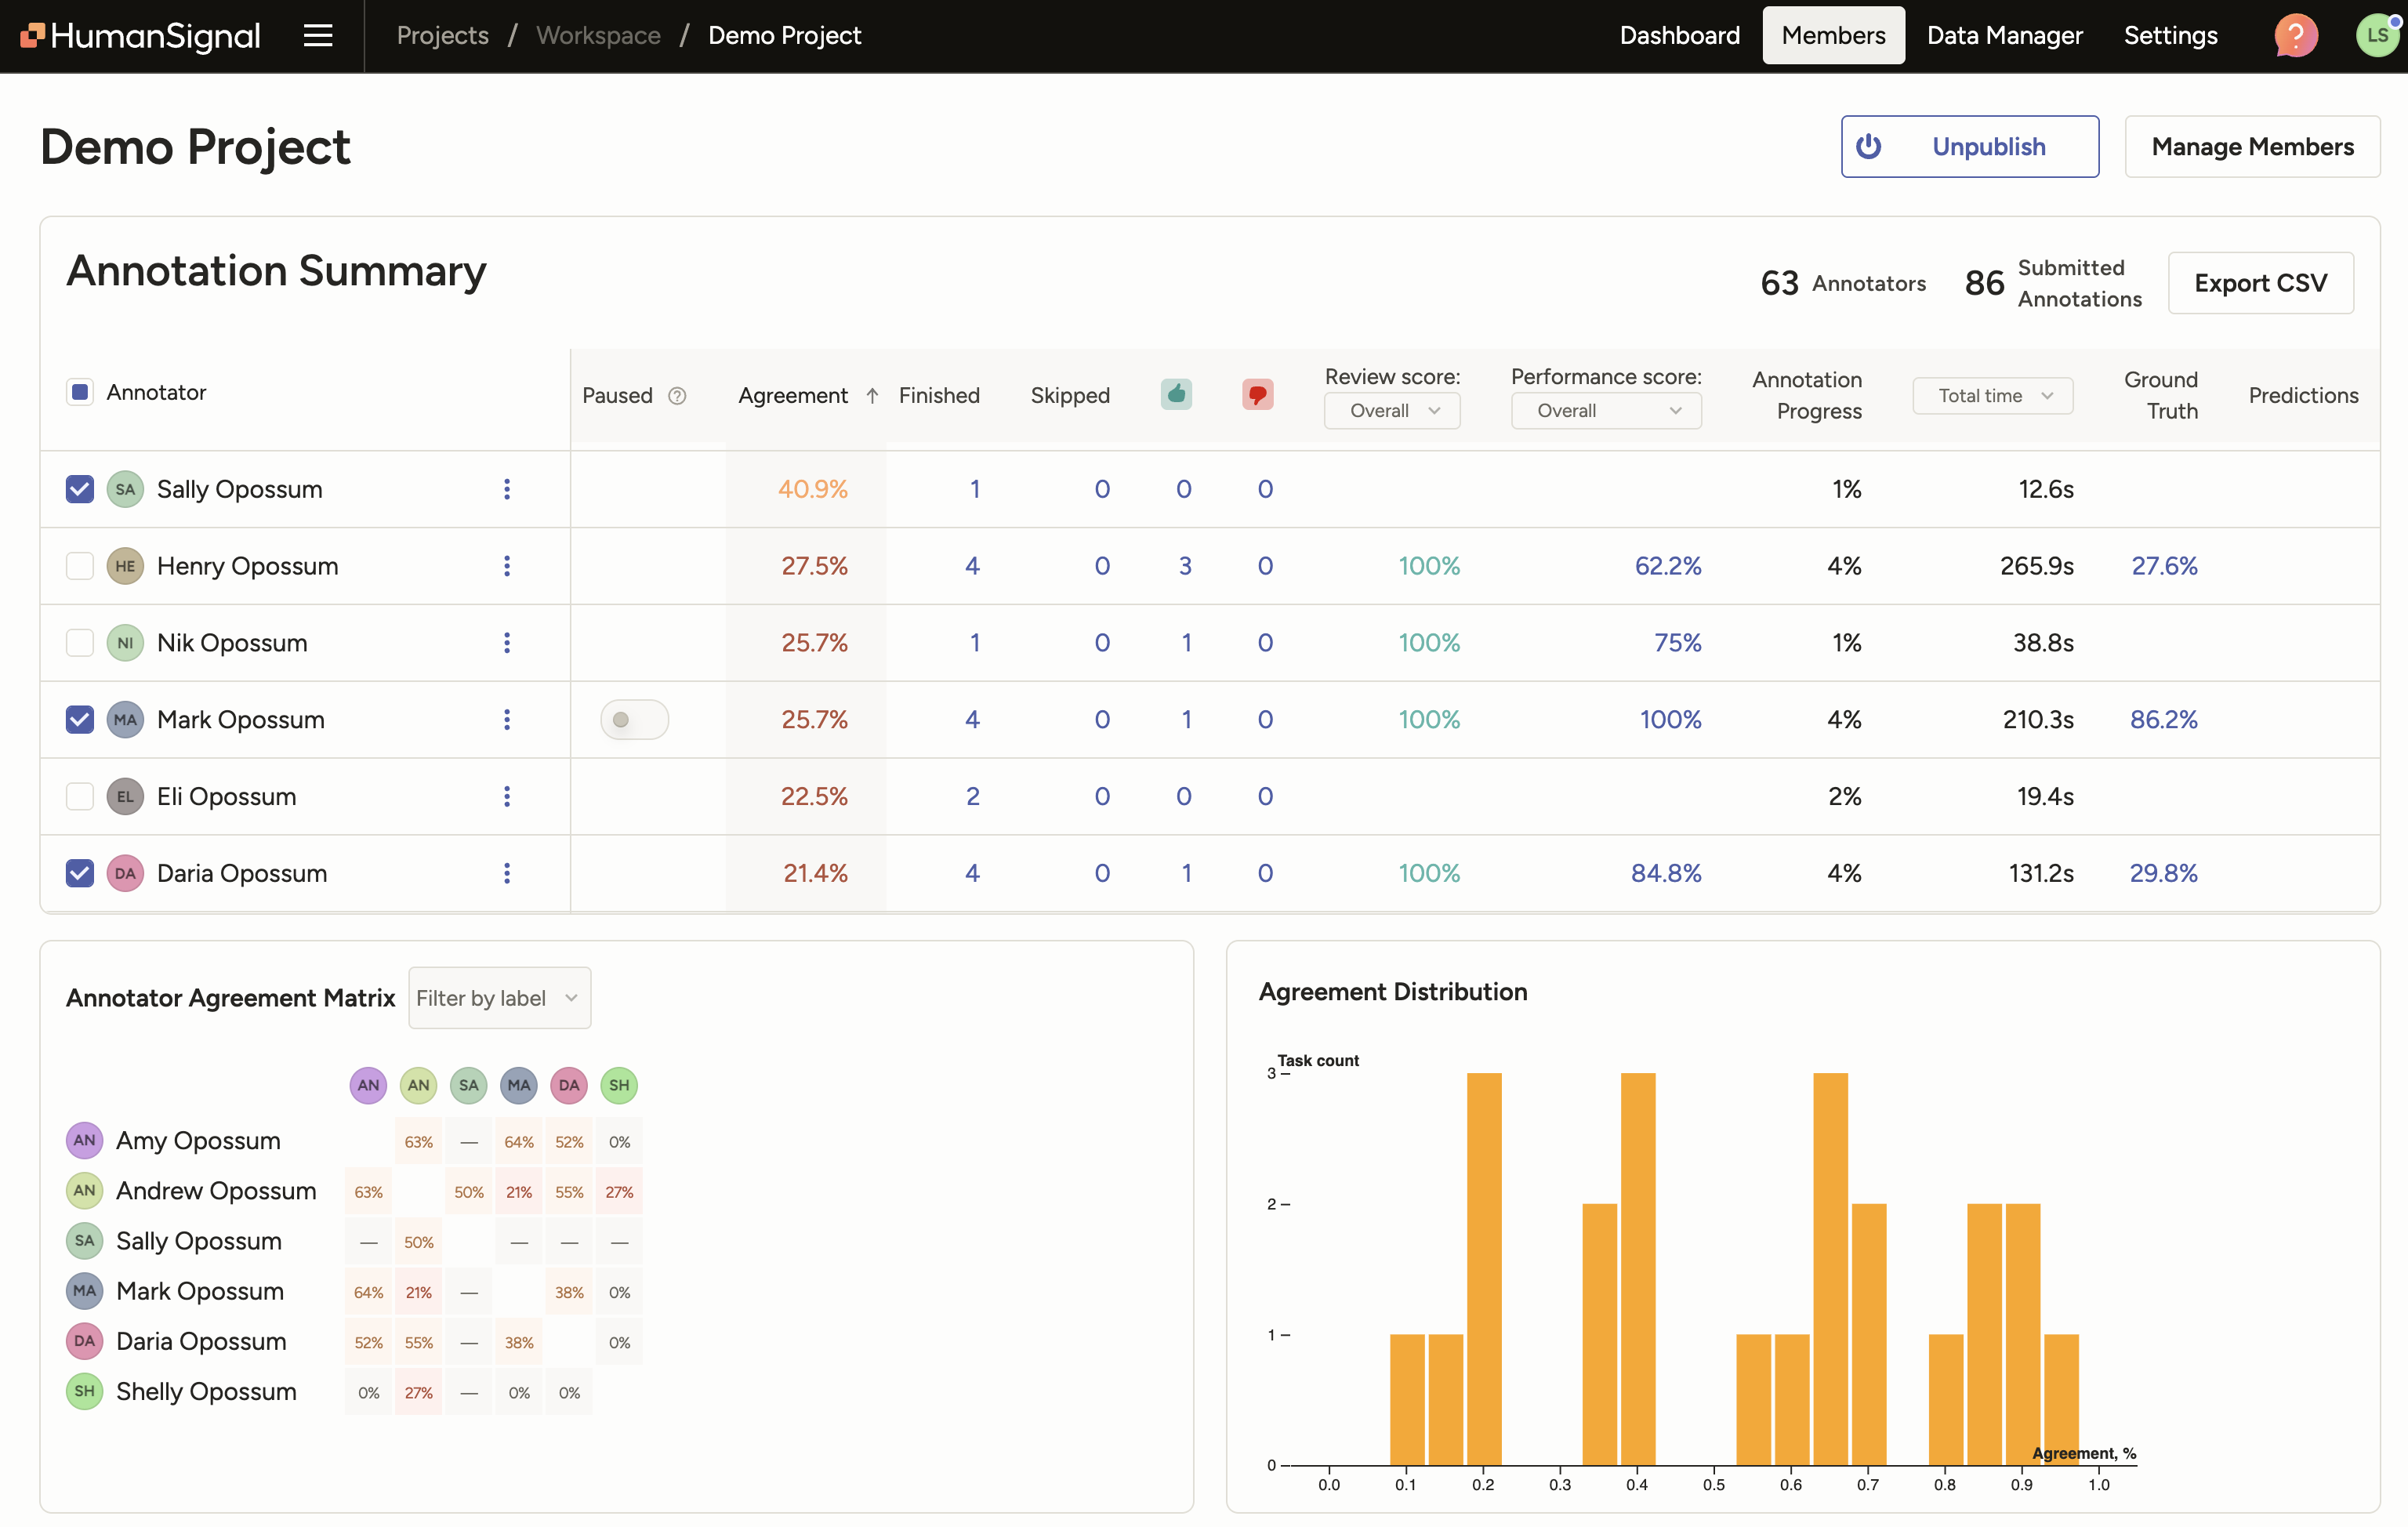 HumanSignal
Projects / Workspace / Demo Project
Dashboard Members Data Manager Settings ? LS
Demo Project
Unpublish
Manage Members
Annotation Summary
63 Annotators
86 Submitted
Annotations
Export CSV
Annotator
Paused ?
Agreement ↑
Finished
Skipped
Review score:
Overall
Performance score:
Overall
Annotation
Progress
Total time
Ground
Truth
Predictions
SA Sally Opossum 40.9% 1 0 0 0 1% 12.6s
HE Henry Opossum 27.5% 4 0 3 0 100% 62.2% 4% 265.9s 27.6%
NI Nik Opossum 25.7% 1 0 1 0 100% 75% 1% 38.8s
MA Mark Opossum 25.7% 4 0 1 0 100% 100% 4% 210.3s 86.2%
EL Eli Opossum 22.5% 2 0 0 0 2% 19.4s
DA Daria Opossum 21.4% 4 0 1 0 100% 84.8% 4% 131.2s 29.8%
Annotator Agreement Matrix
Filter by label
AN AN SA MA DA SH
AN Amy Opossum 63% — 64% 52% 0%
AN Andrew Opossum 63% 50% 21% 55% 27%
SA Sally Opossum — 50% — — —
MA Mark Opossum 64% 21% — 38% 0%
DA Daria Opossum 52% 55% — 38% 0%
SH Shelly Opossum 0% 27% — 0% 0%
Agreement Distribution
Task count
3
2
1
0
Agreement, %
0.0 0.1 0.2 0.3 0.4 0.5 0.6 0.7 0.8 0.9 1.0